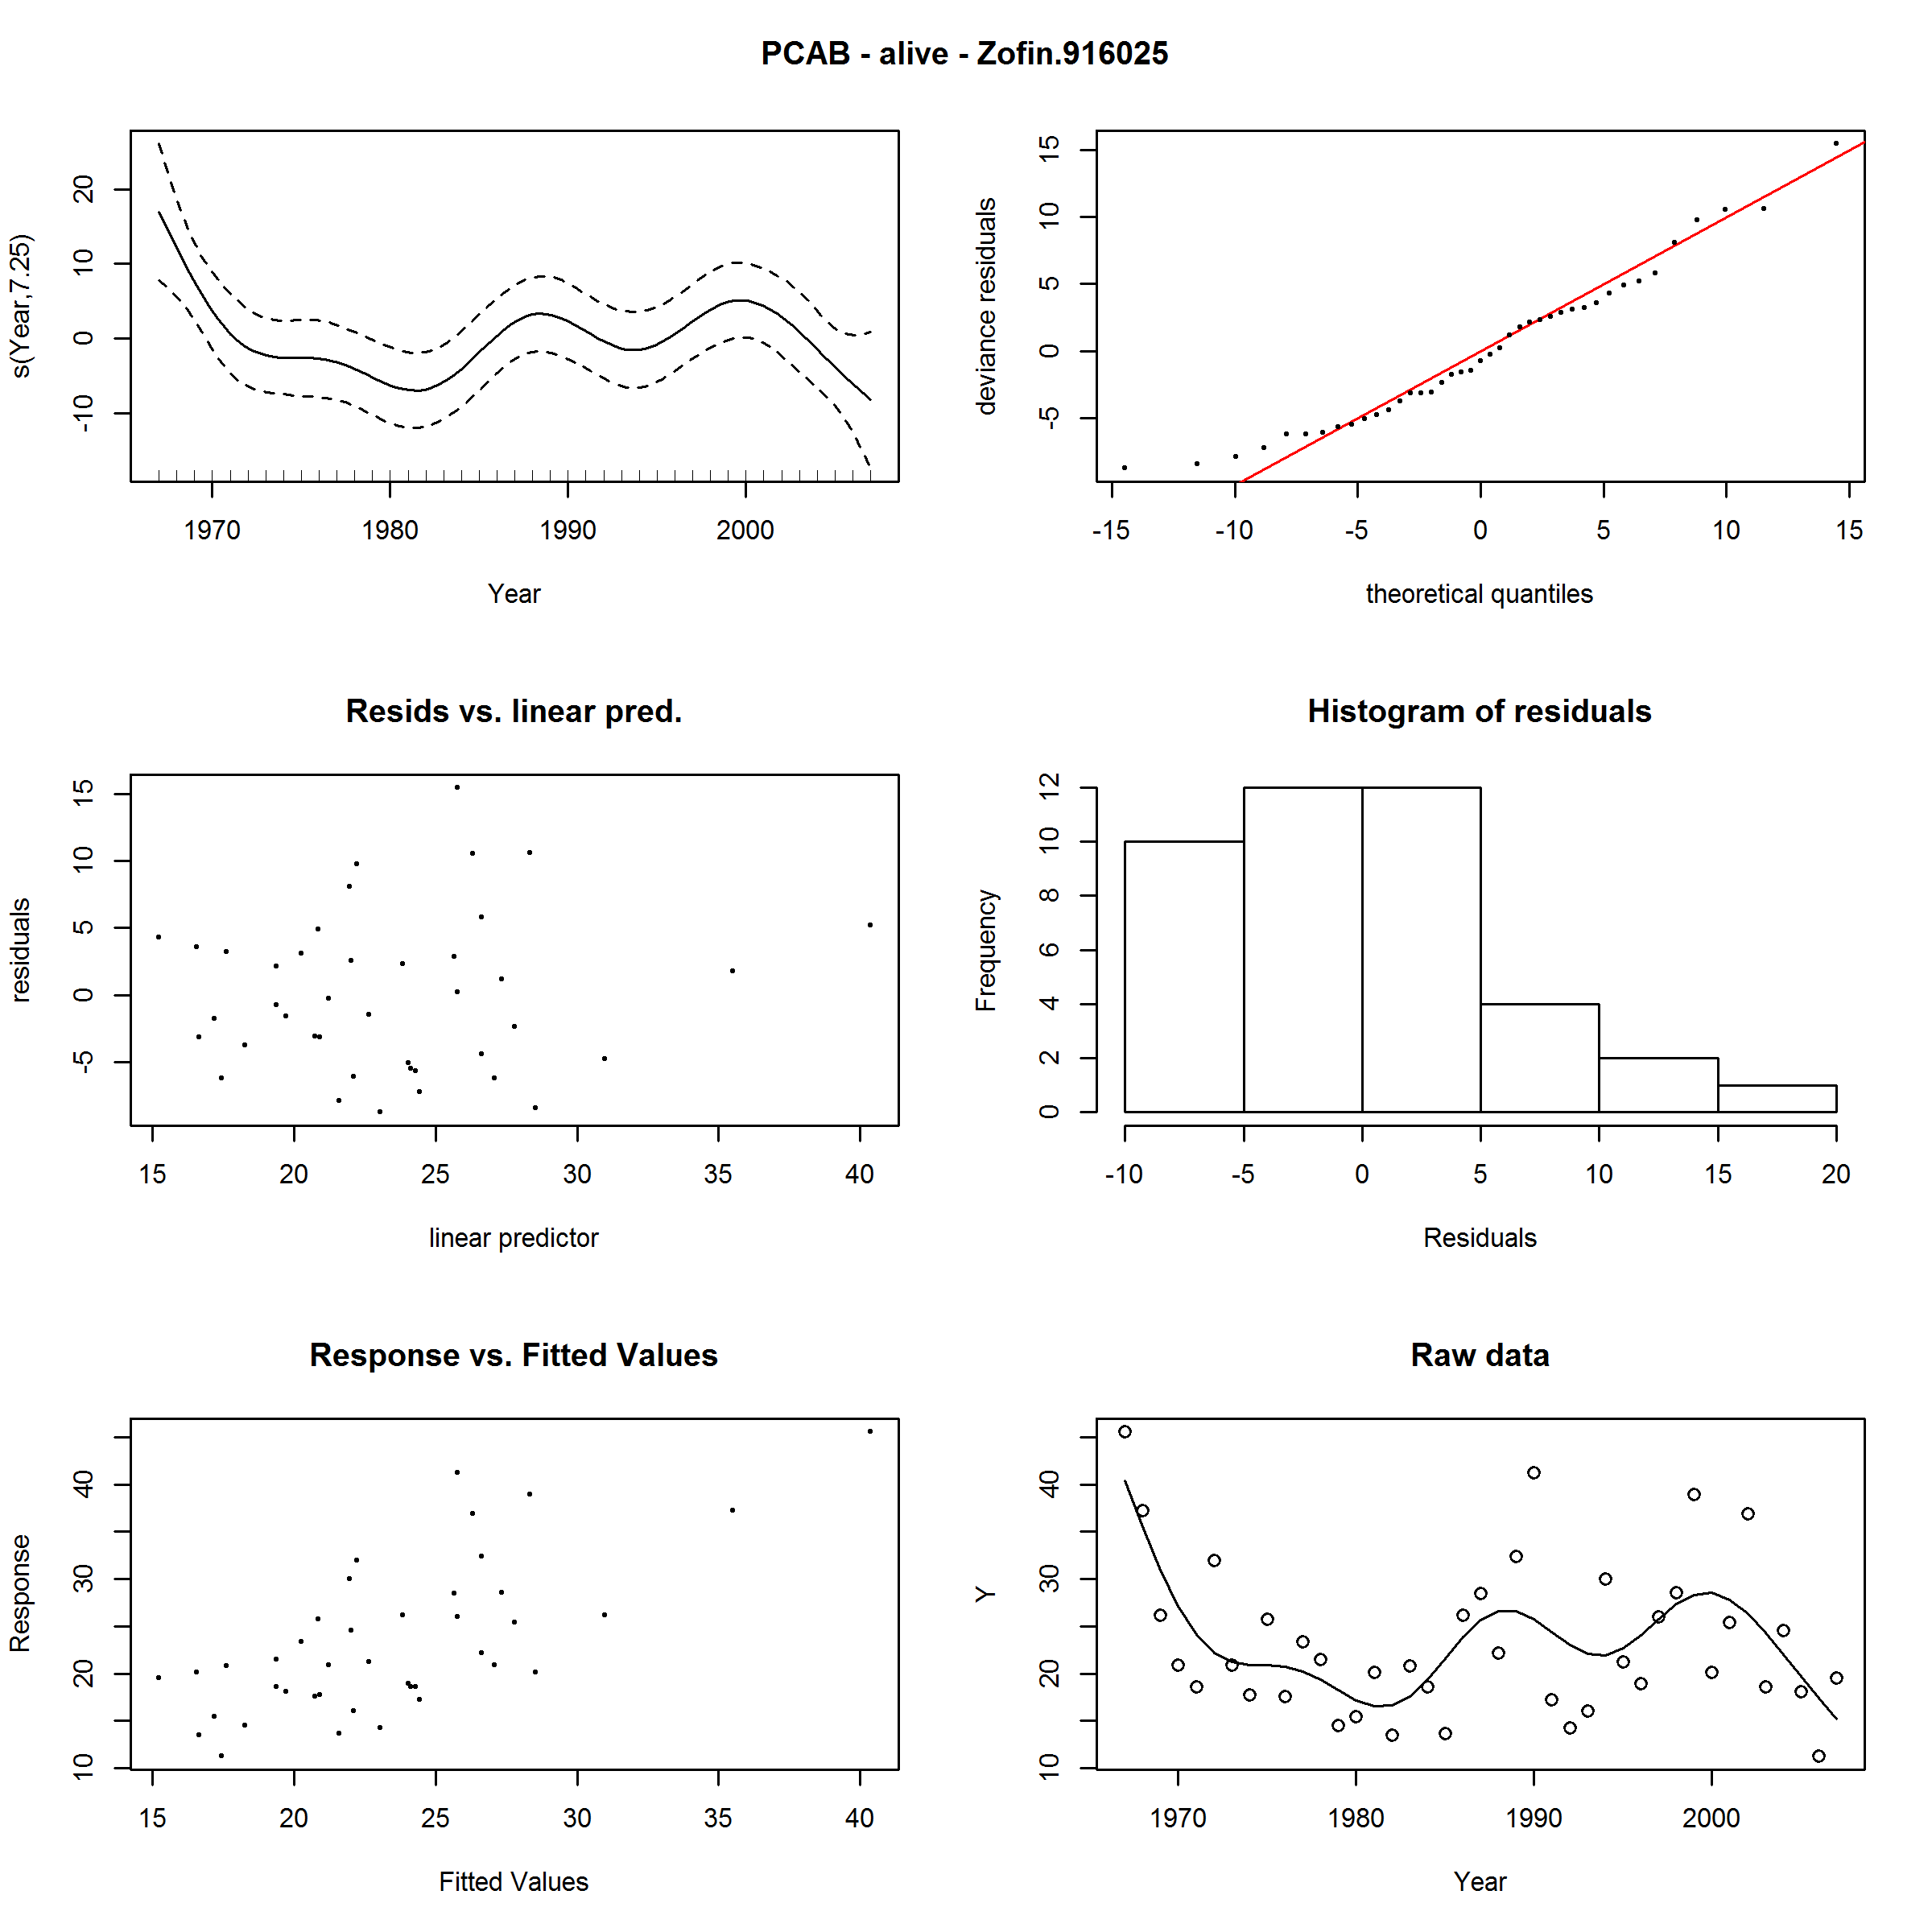 PCAB - alive - Zofin.916025
s(Year,7.25)
-10 0 10 20
1970 1980 1990 2000
Year
deviance residuals
-5 0 5 10 15
-15 -10 -5 0 5 10 15
theoretical quantiles
Resids vs. linear pred.
residuals
-5 0 5 10 15
15 20 25 30 35 40
linear predictor
Histogram of residuals
Frequency
0 2 4 6 8 10 12
-10 -5 0 5 10 15 20
Residuals
Response vs. Fitted Values
Response
10 20 30 40
15 20 25 30 35 40
Fitted Values
Raw data
Y
10 20 30 40
1970 1980 1990 2000
Year